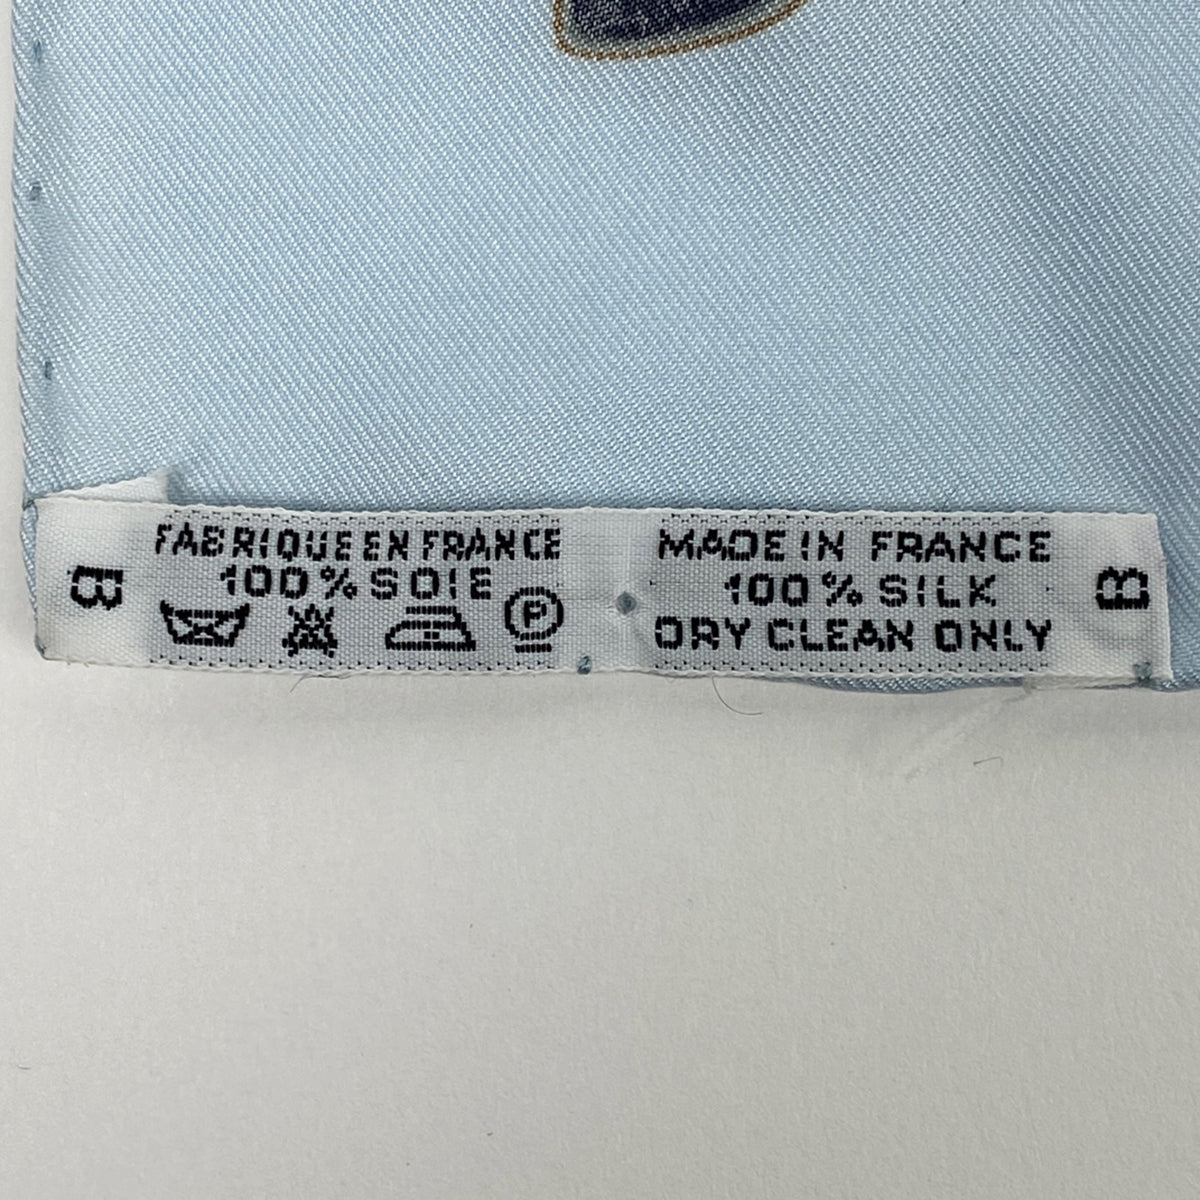 B
FABRIQUE EN FRANCE
100% SOIE
P
MADE IN FRANCE
100% SILK
DRY CLEAN ONLY
B